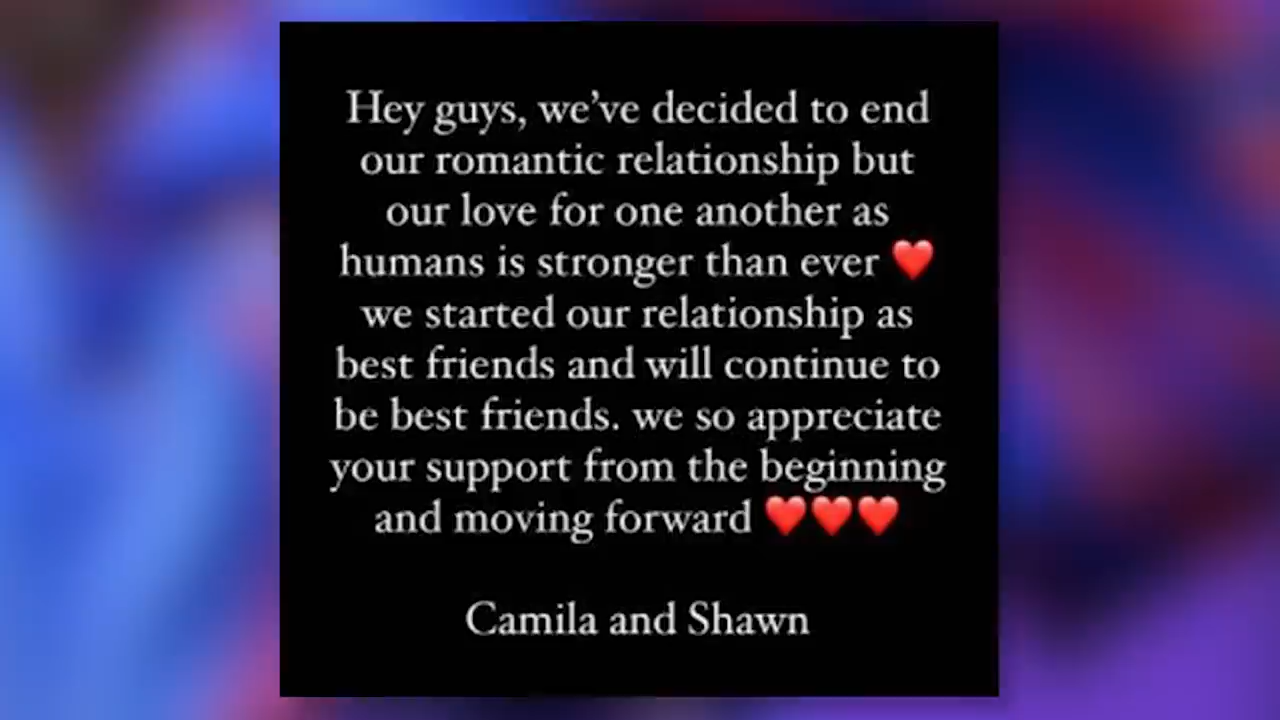 Hey guys, we’ve decided to end
our romantic relationship but
our love for one another as
humans is stronger than ever ❤️
we started our relationship as
best friends and will continue to
be best friends. we so appreciate
your support from the beginning
and moving forward ❤️❤️❤️
Camila and Shawn